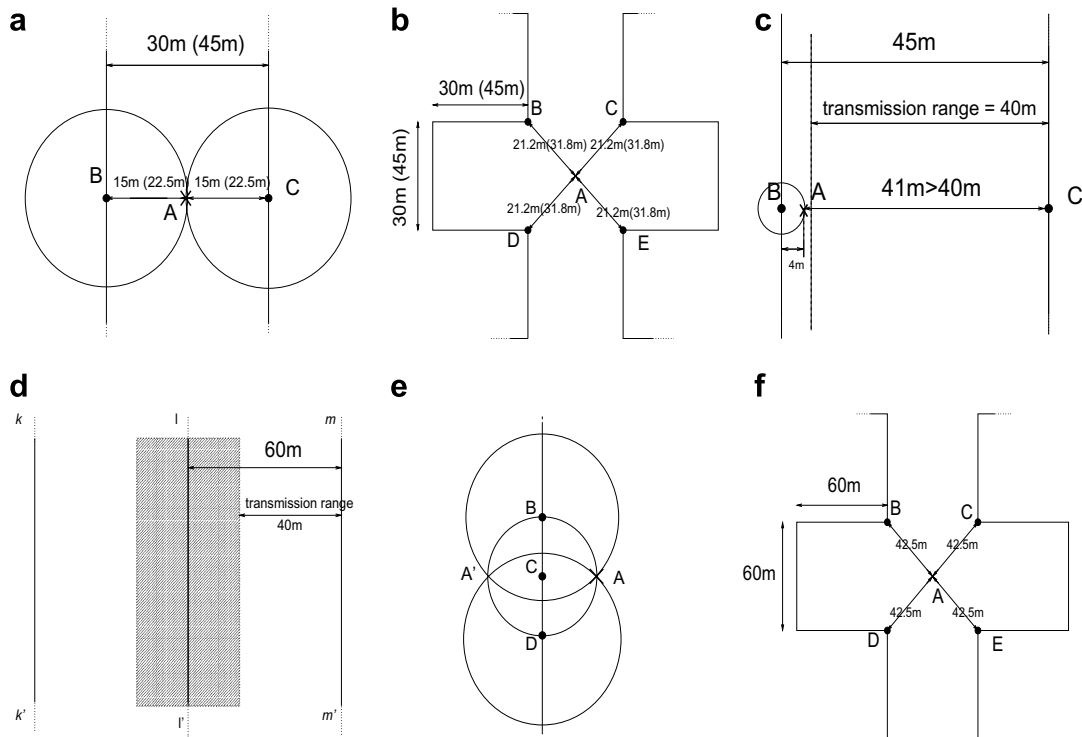 a
30m (45m)
B
15m (22.5m)
15m (22.5m)
C
A
b
30m (45m)
B
C
30m (45m)
21.2m(31.8m)
21.2m(31.8m)
A
21.2m(31.8m)
21.2m(31.8m)
D
E
c
45m
transmission range = 40m
B
A
41m>40m
C
4m
d
k
l
m
60m
transmission range
40m
k'
l'
m'
e
B
A'
C
A
D
f
60m
B
C
60m
42.5m
42.5m
A
42.5m
42.5m
D
E